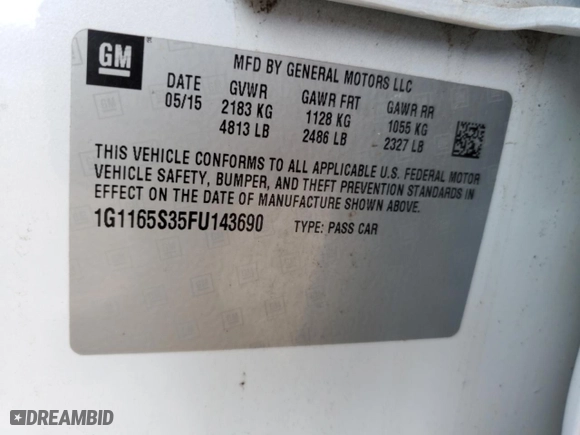 GM
MFD BY GENERAL MOTORS LLC
DATE GVWR GAWR FRT GAWR RR
05/15 2183 KG 1128 KG 1055 KG
4813 LB 2486 LB 2327 LB
THIS VEHICLE CONFORMS TO ALL APPLICABLE U.S. FEDERAL MOTOR
VEHICLE SAFETY, BUMPER, AND THEFT PREVENTION STANDARDS IN
EFFECT ON THE DATE OF MANUFACTURE SHOWN ABOVE.
1G1165S35FU143690 TYPE: PASS CAR
DREAMBID